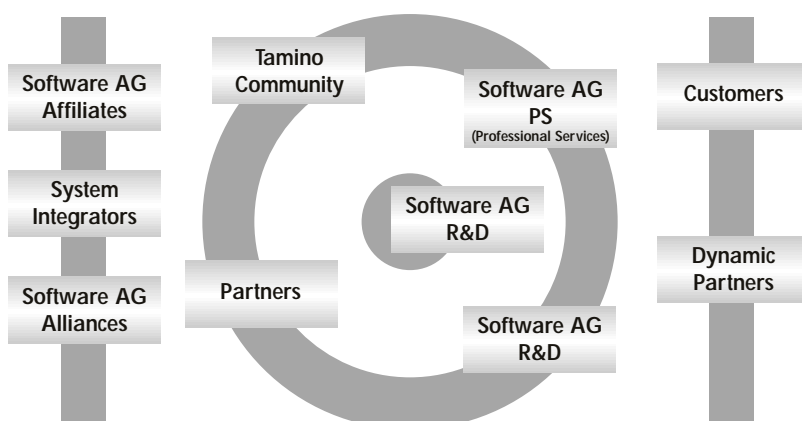 Software AG
Affiliates
System
Integrators
Software AG
Alliances
Tamino
Community
Software AG
PS
(Professional Services)
Software AG
R&D
Partners
Software AG
R&D
Customers
Dynamic
Partners